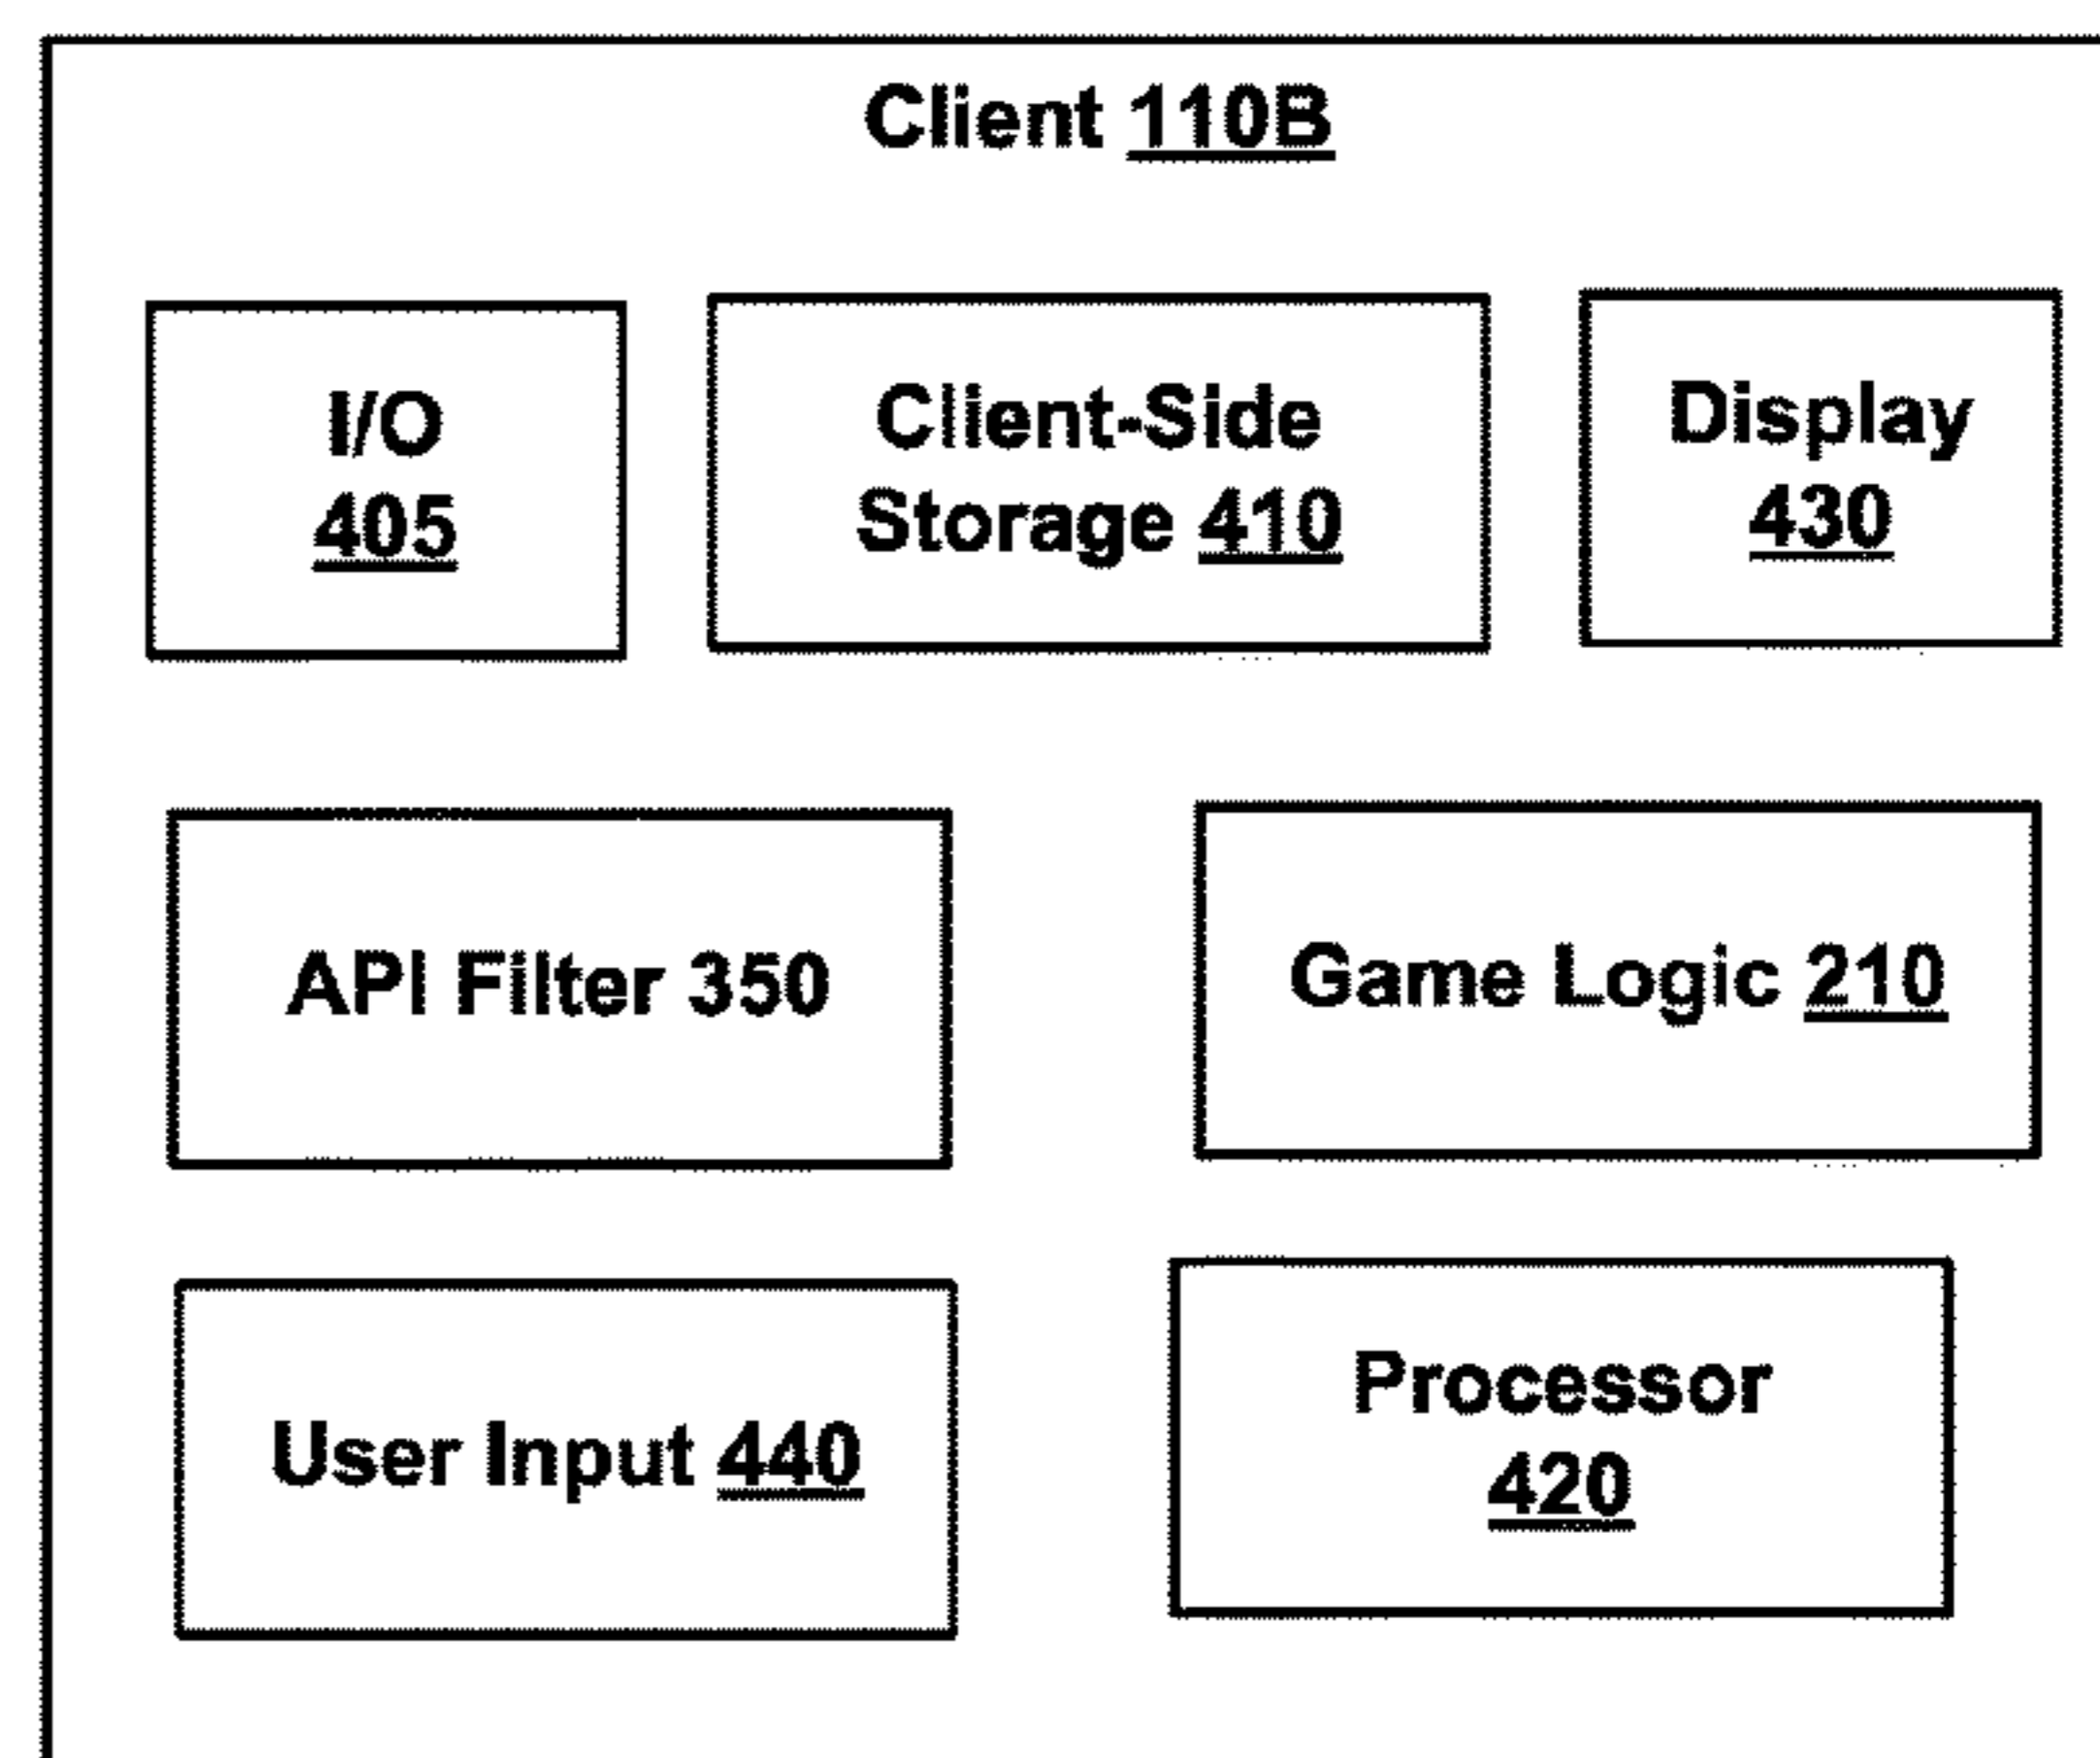 Client 110B
I/O
405
Client-Side
Storage 410
Display
430
API Filter 350
Game Logic 210
User Input 440
Processor
420